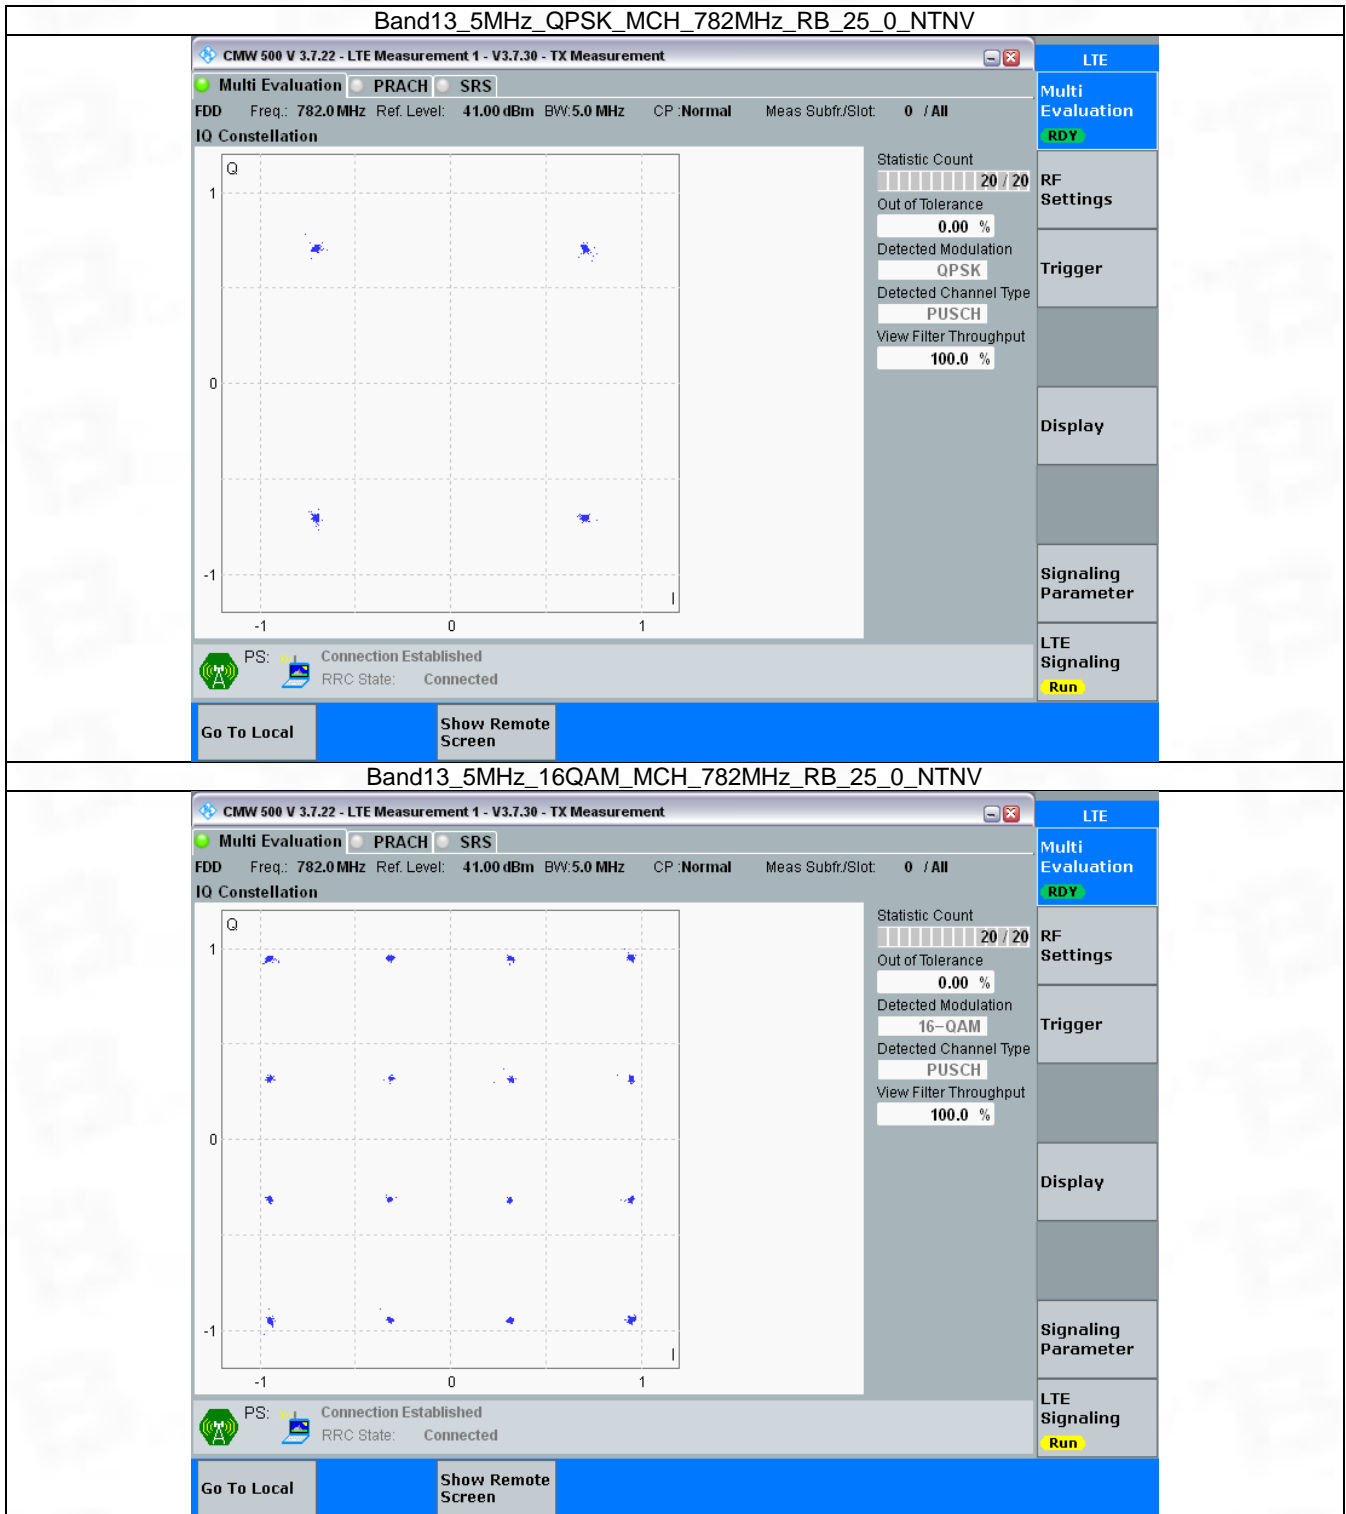 Band13_5MHz_QPSK_MCH_782MHz_RB_25_0_NTNV
CMW 500 V 3.7.22 - LTE Measurement 1 - V3.7.30 - TX Measurement
LTE
Multi Evaluation PRACH SRS
Multi
Evaluation
RDY
FDD Freq.: 782.0 MHz Ref. Level: 41.00 dBm BW:5.0 MHz CP :Normal Meas Subfr./Slot: 0 / All
IQ Constellation
Q
1
0
-1
I
-1 0 1
Statistic Count
20 / 20
Out of Tolerance
0.00 %
Detected Modulation
QPSK
Detected Channel Type
PUSCH
View Filter Throughput
100.0 %
RF
Settings
Trigger
Display
Signaling
Parameter
LTE
Signaling
Run
PS: Connection Established
RRC State: Connected
Go To Local
Show Remote
Screen
Band13_5MHz_16QAM_MCH_782MHz_RB_25_0_NTNV
CMW 500 V 3.7.22 - LTE Measurement 1 - V3.7.30 - TX Measurement
LTE
Multi Evaluation PRACH SRS
Multi
Evaluation
RDY
FDD Freq.: 782.0 MHz Ref. Level: 41.00 dBm BW:5.0 MHz CP :Normal Meas Subfr./Slot: 0 / All
IQ Constellation
Q
1
0
-1
I
-1 0 1
Statistic Count
20 / 20
Out of Tolerance
0.00 %
Detected Modulation
16-QAM
Detected Channel Type
PUSCH
View Filter Throughput
100.0 %
RF
Settings
Trigger
Display
Signaling
Parameter
LTE
Signaling
Run
PS: Connection Established
RRC State: Connected
Go To Local
Show Remote
Screen